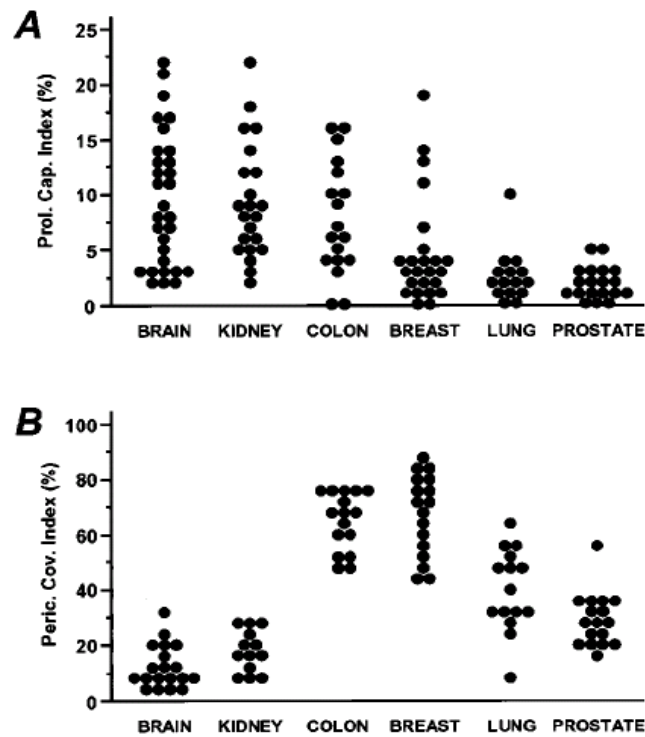 A
Prol. Cap. Index (%)
25
20
15
10
5
0
BRAIN KIDNEY COLON BREAST LUNG PROSTATE
B
Peric. Cov. Index (%)
100
80
60
40
20
0
BRAIN KIDNEY COLON BREAST LUNG PROSTATE